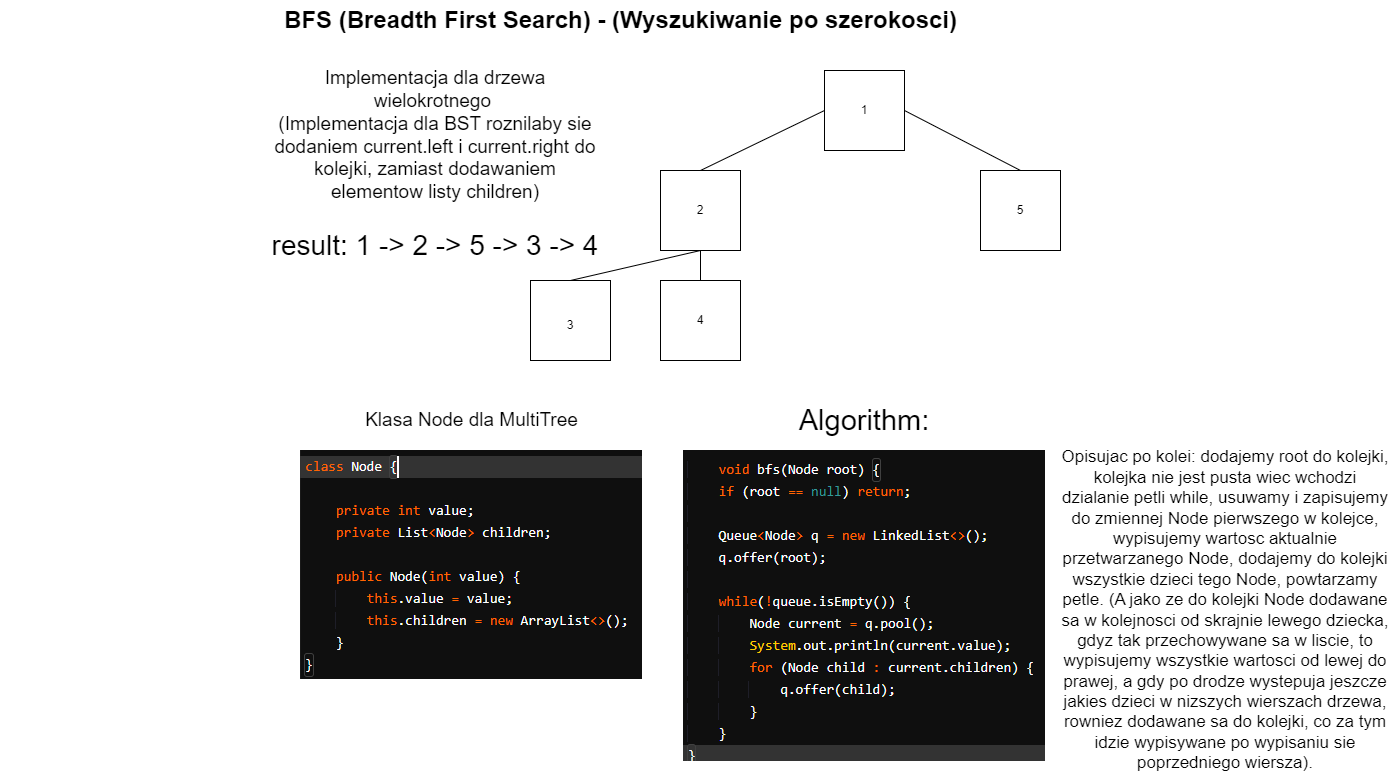 BFS (Breadth First Search) - (Wyszukiwanie po szerokosci)
Implementacja dla drzewa
wielokrotnego
(Implementacja dla BST roznilaby sie
dodaniem current.left i current.right do
kolejki, zamiast dodawaniem
elementow listy children)
result: 1 -> 2 -> 5 -> 3 -> 4
1
2
5
3
4
Klasa Node dla MultiTree
class Node {
private int value;
private List<Node> children;
public Node(int value) {
this.value = value;
this.children = new ArrayList<>();
}
}
Algorithm:
void bfs(Node root) {
if (root == null) return;
Queue<Node> q = new LinkedList<>();
q.offer(root);
while(!queue.isEmpty()) {
Node current = q.pool();
System.out.println(current.value);
for (Node child : current.children) {
q.offer(child);
}
}
}
Opisujac po kolei: dodajemy root do kolejki,
kolejka nie jest pusta wiec wchodzi
dzialanie petli while, usuwamy i zapisujemy
do zmiennej Node pierwszego w kolejce,
wypisujemy wartosc aktualnie
przetwarzanego Node, dodajemy do kolejki
wszystkie dzieci tego Node, powtarzamy
petle. (A jako ze do kolejki Node dodawane
sa w kolejnosci od skrajnie lewego dziecka,
gdyz tak przechowywane sa w liscie, to
wypisujemy wszystkie wartosci od lewej do
prawej, a gdy po drodze wystepuja jeszcze
jakies dzieci w nizszych wierszach drzewa,
rowniez dodawane sa do kolejki, co za tym
idzie wypisywane po wypisaniu sie
poprzedniego wiersza).